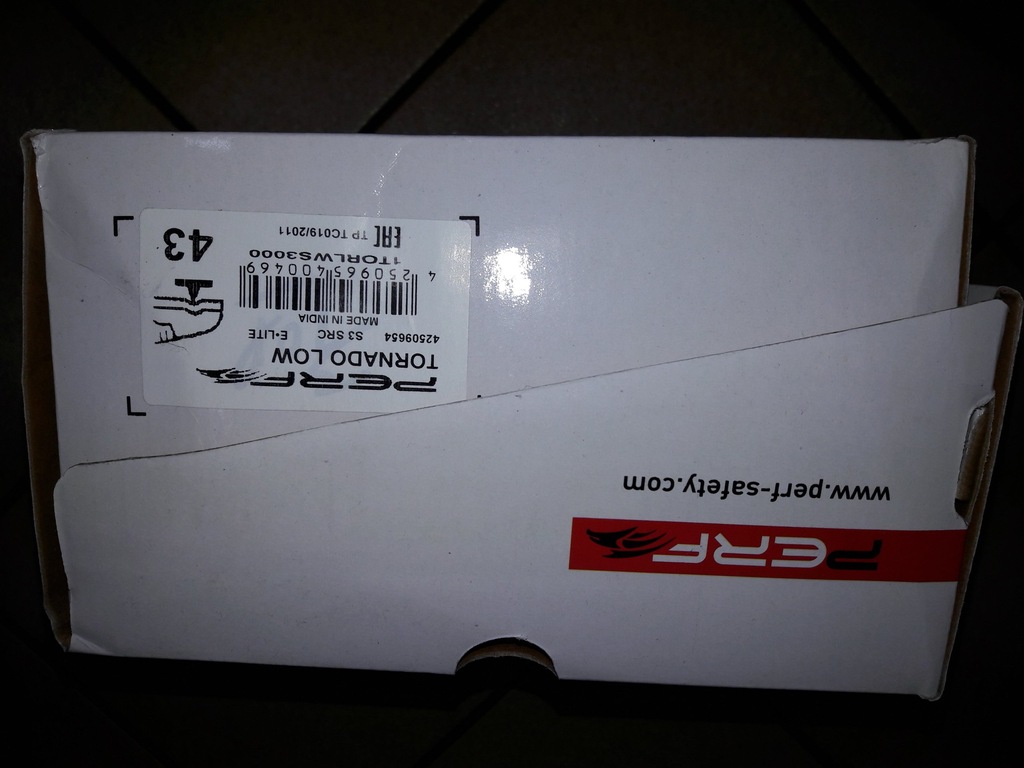 PERF
TORNADO LOW
42509654 S3 SRC E•LITE
MADE IN INDIA
4 250965 400469
1TORLWS3000
EAC TP TC019/2011
43
PERF
www.perf-safety.com